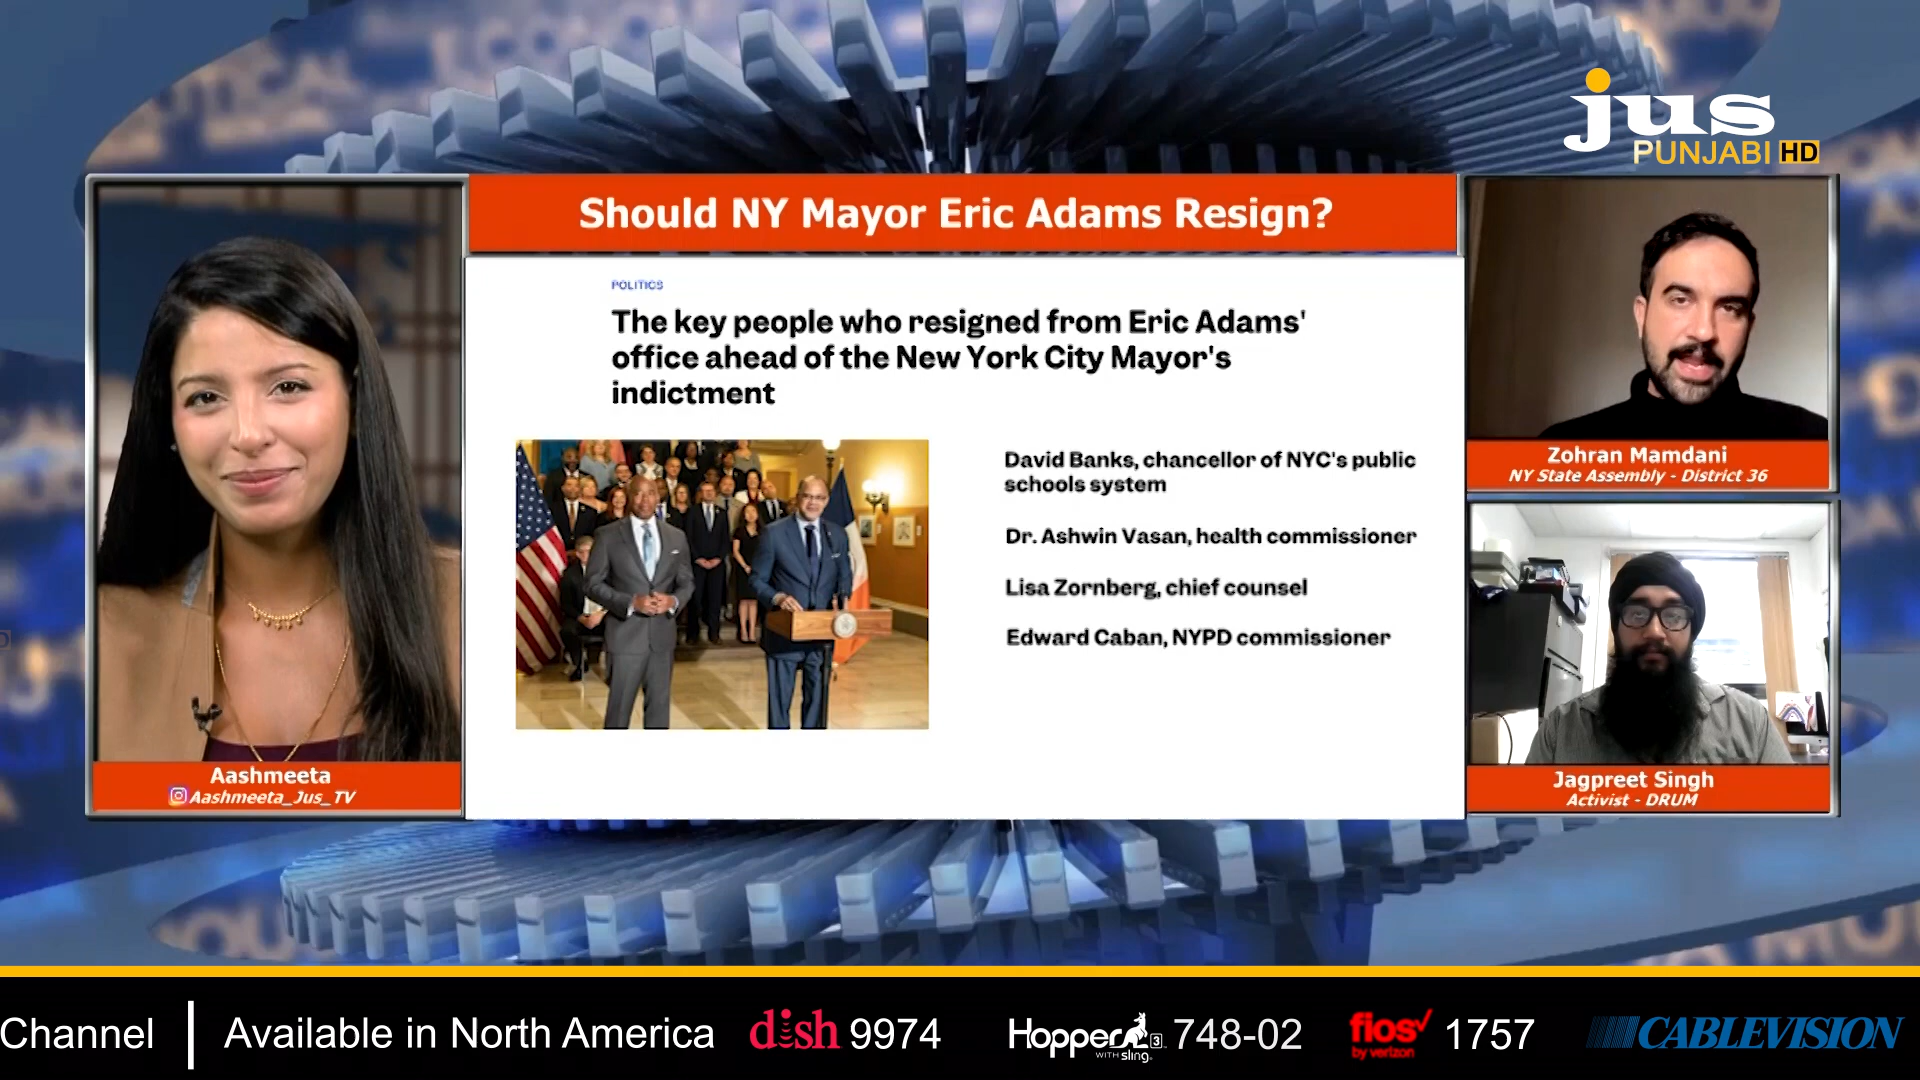 jus
PUNJABI HD
Should NY Mayor Eric Adams Resign?
POLITICS
The key people who resigned from Eric Adams'
office ahead of the New York City Mayor's
indictment
David Banks, chancellor of NYC's public
schools system
Dr. Ashwin Vasan, health commissioner
Lisa Zornberg, chief counsel
Edward Caban, NYPD commissioner
Aashmeeta
Aashmeeta_Jus_TV
Zohran Mamdani
NY State Assembly - District 36
Jagpreet Singh
Activist - DRUM
Channel | Available in North America dish 9974 Hopper 3 WITH sling 748-02 fios by verizon 1757 CABLEVISION